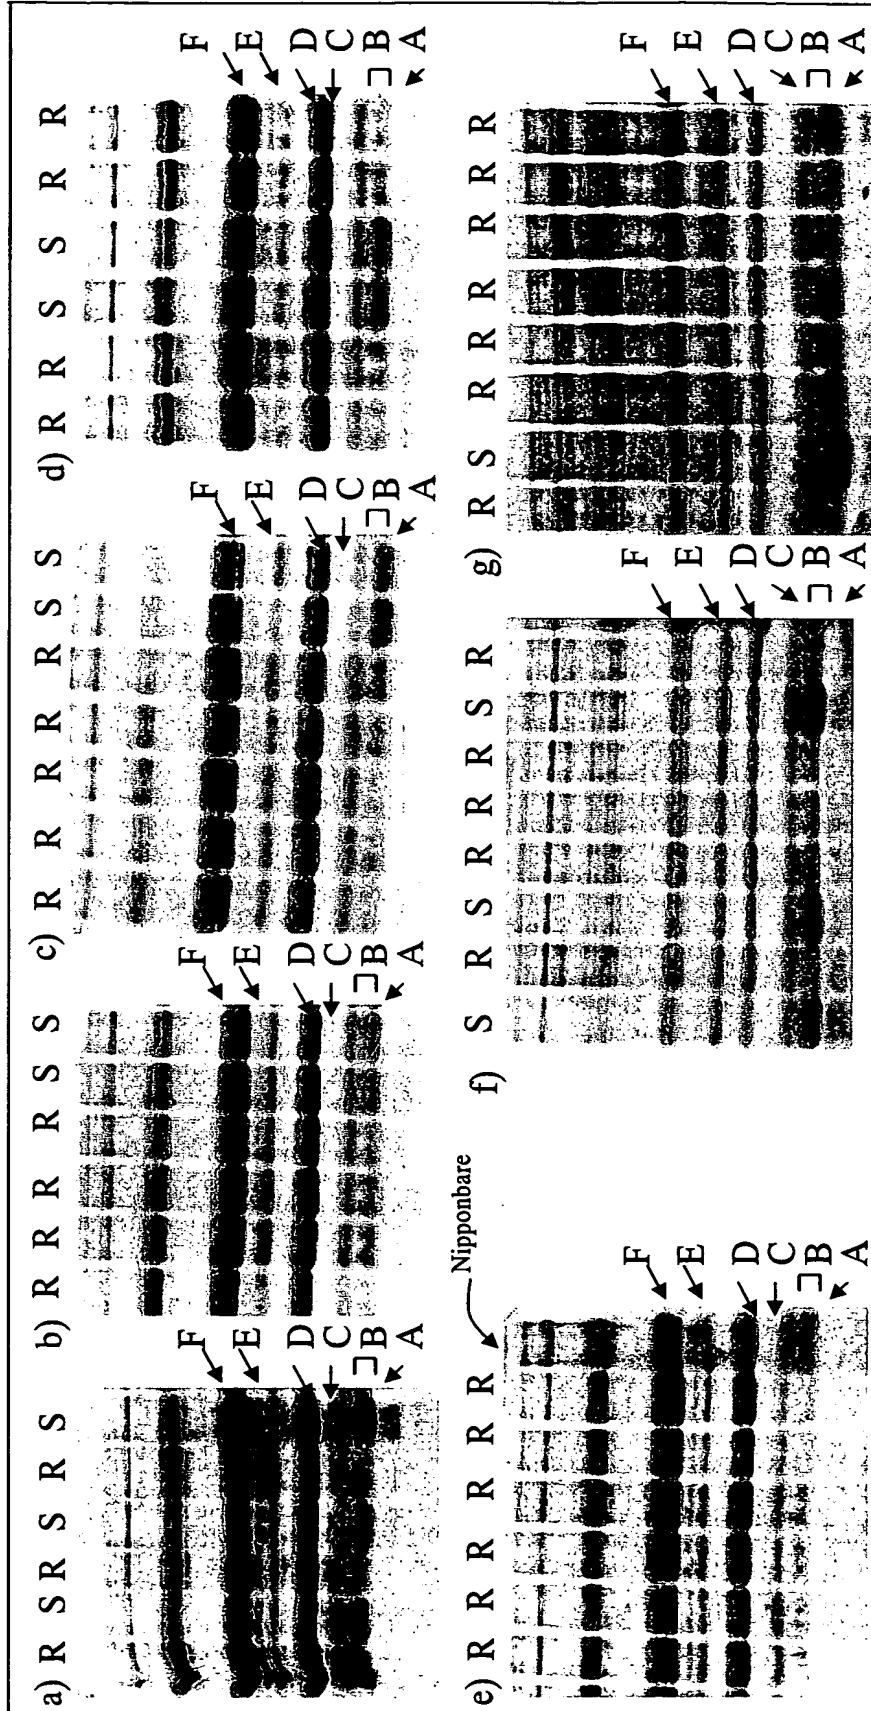 a) R S R S R S
F
E
D
C
B
A
b) R R R R S S
F
E
D
C
B
A
c) R R R R R S S
F
E
D
C
B
A
d) R R S S R R
F
E
D
C
B
A
e) R R R R R R
Nipponbare
F
E
D
C
B
A
f) S R S R R R S R
F
E
D
C
B
A
g) R S R R R R R R
F
E
D
C
B
A